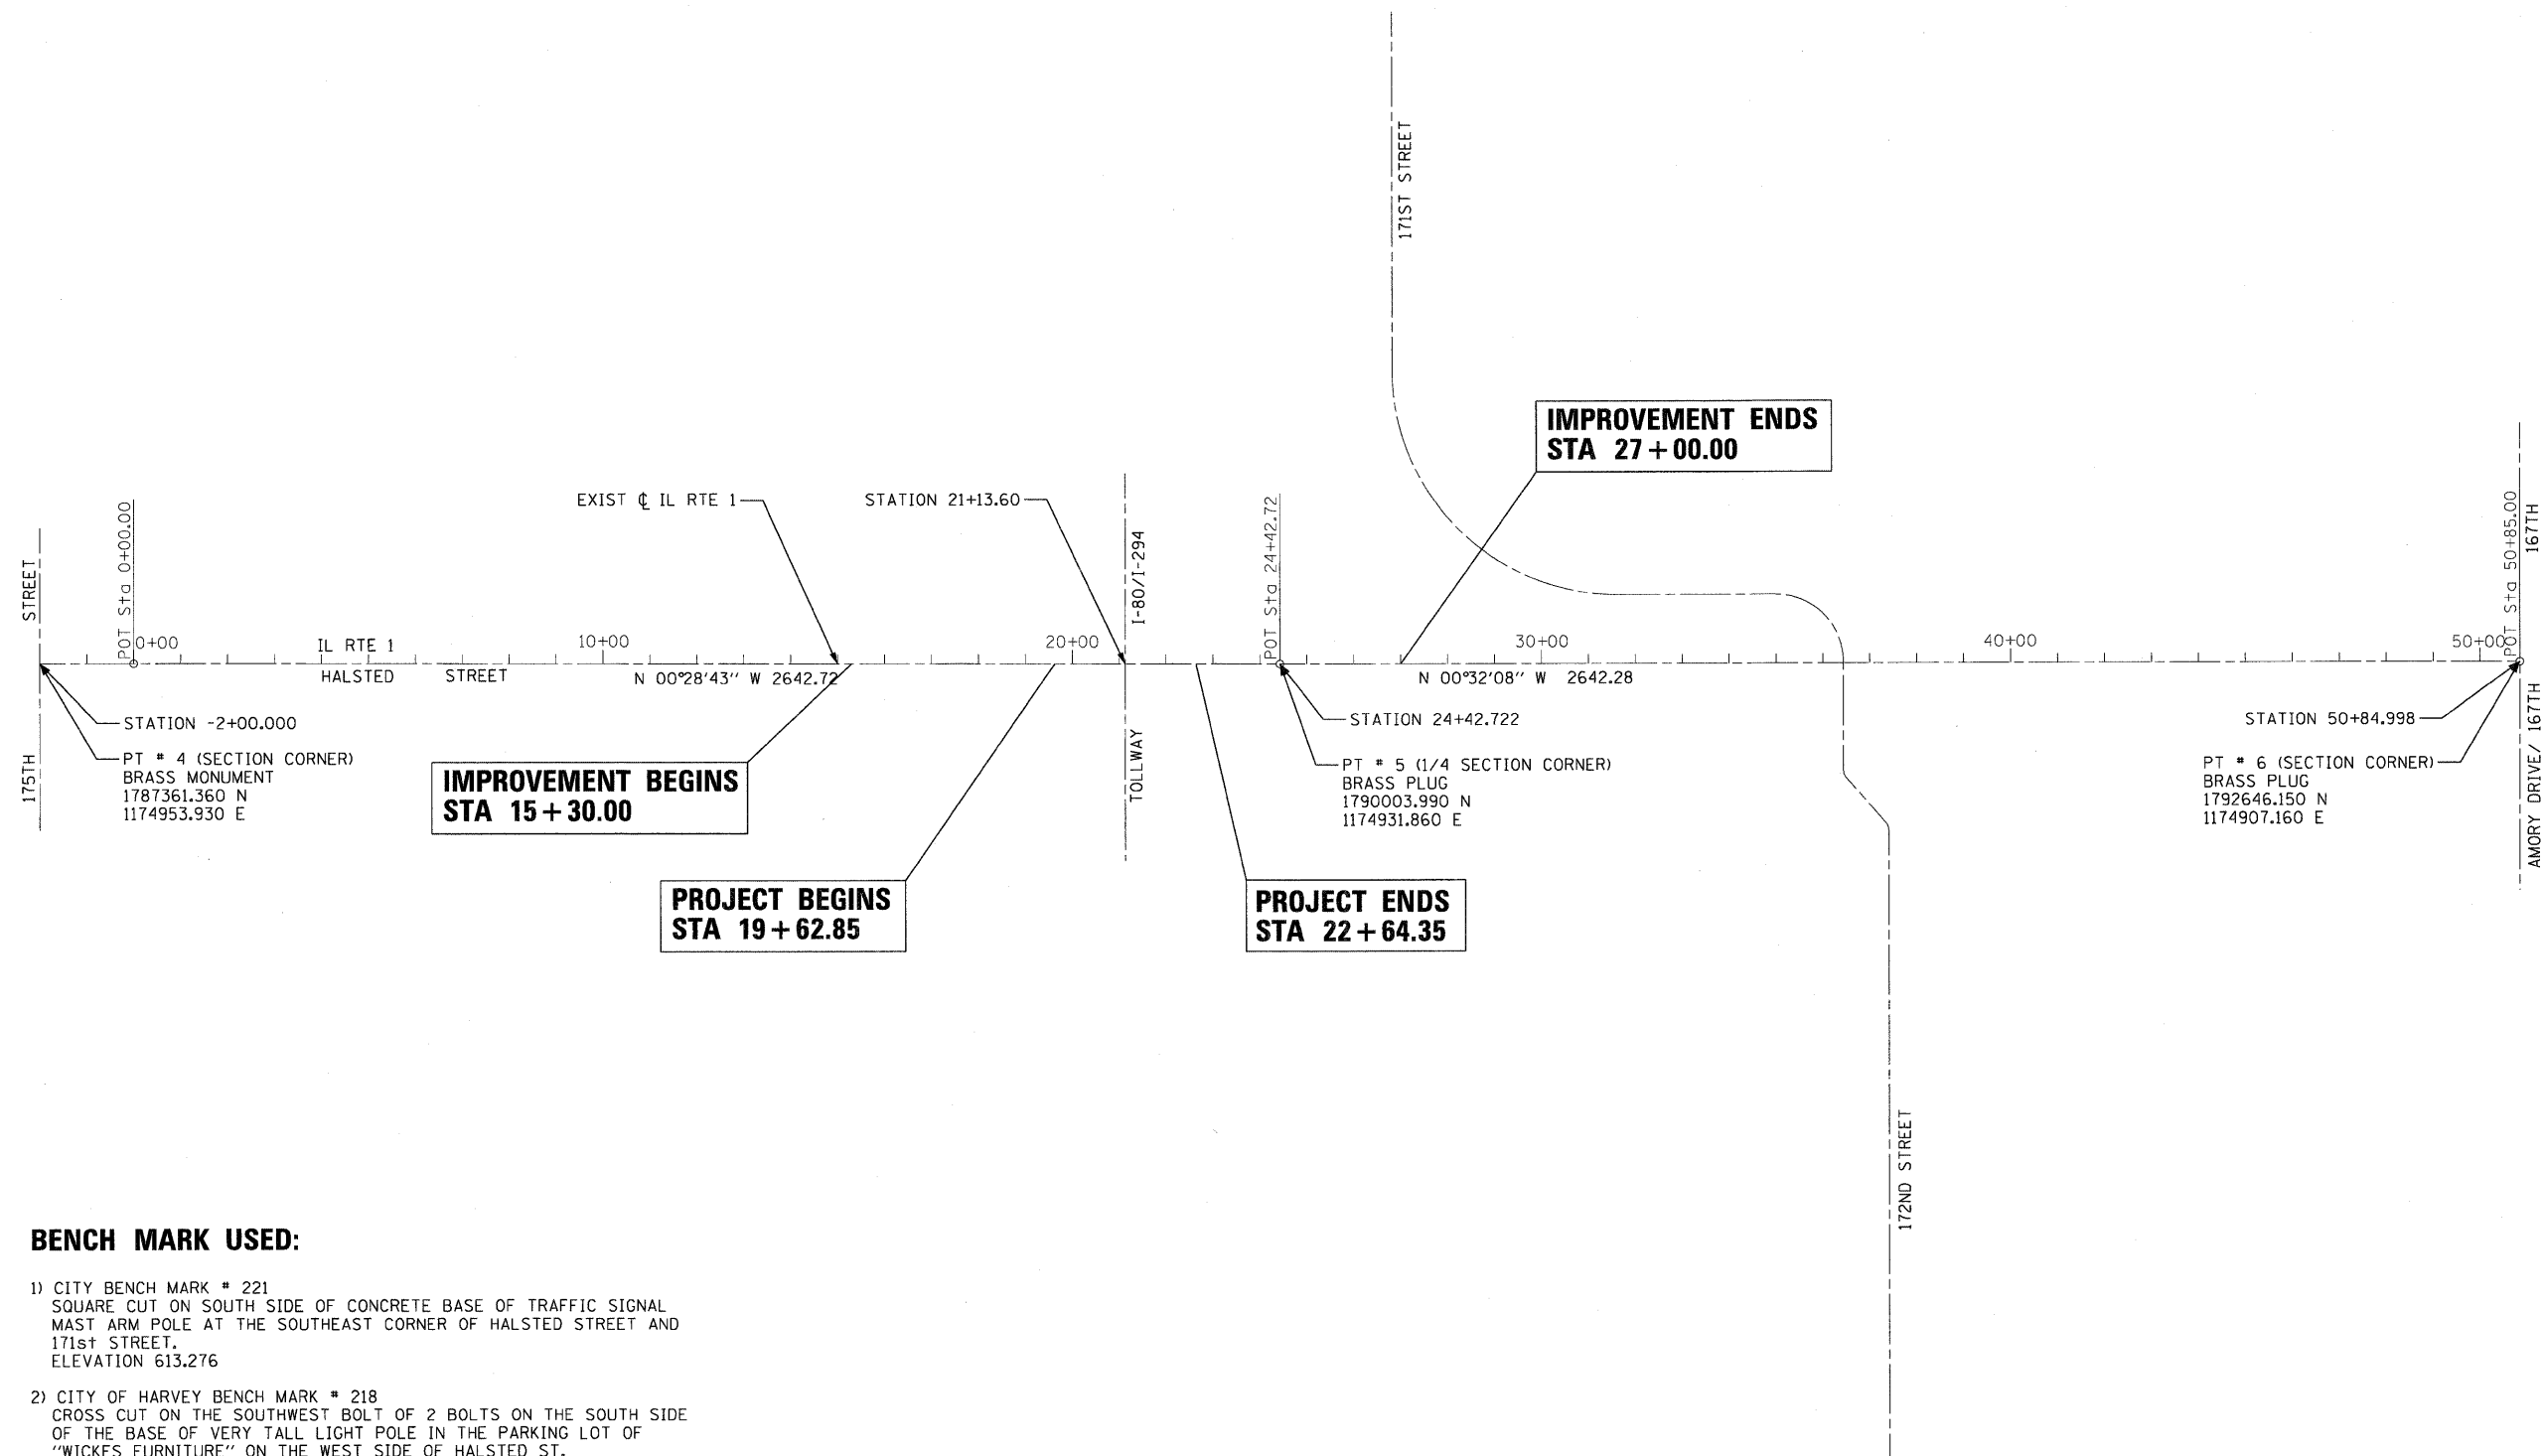 171ST STREET
IMPROVEMENT ENDS
STA 27+00.00
EXIST ℄ IL RTE 1
STATION 21+13.60
175TH STREET
POT Sta 0+00.00
I-80/I-294
TOLLWAY
POT Sta 24+42.72
POT Sta 50+85.00
167TH
AMORY DRIVE/ 167TH
0+00
IL RTE 1
10+00
20+00
30+00
40+00
50+00
HALSTED STREET
N 00°28'43'' W 2642.72
N 00°32'08'' W 2642.28
STATION -2+00.000
PT # 4 (SECTION CORNER)
BRASS MONUMENT
1787361.360 N
1174953.930 E
IMPROVEMENT BEGINS
STA 15+30.00
STATION 24+42.722
PT # 5 (1/4 SECTION CORNER)
BRASS PLUG
1790003.990 N
1174931.860 E
STATION 50+84.998
PT # 6 (SECTION CORNER)
BRASS PLUG
1792646.150 N
1174907.160 E
PROJECT BEGINS
STA 19+62.85
PROJECT ENDS
STA 22+64.35
172ND STREET
BENCH MARK USED:
1) CITY BENCH MARK # 221
SQUARE CUT ON SOUTH SIDE OF CONCRETE BASE OF TRAFFIC SIGNAL
MAST ARM POLE AT THE SOUTHEAST CORNER OF HALSTED STREET AND
171st STREET.
ELEVATION 613.276
2) CITY OF HARVEY BENCH MARK # 218
CROSS CUT ON THE SOUTHWEST BOLT OF 2 BOLTS ON THE SOUTH SIDE
OF THE BASE OF VERY TALL LIGHT POLE IN THE PARKING LOT OF
''WICKES FURNITURE'' ON THE WEST SIDE OF HALSTED ST.